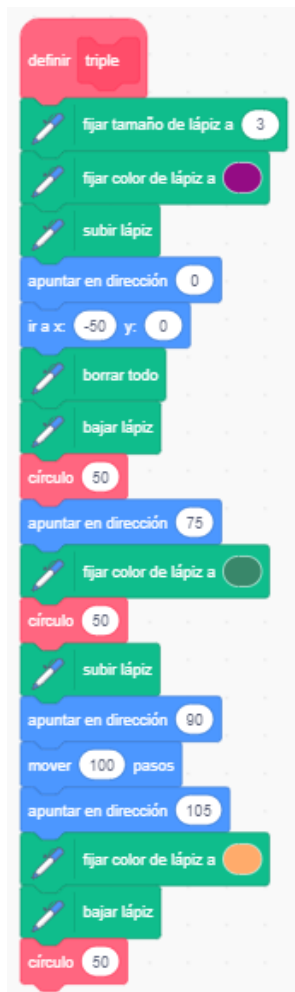 definir triple
fijar tamaño de lápiz a 3
fijar color de lápiz a
subir lápiz
apuntar en dirección 0
ir a x: -50 y: 0
borrar todo
bajar lápiz
círculo 50
apuntar en dirección 75
fijar color de lápiz a
círculo 50
subir lápiz
apuntar en dirección 90
mover 100 pasos
apuntar en dirección 105
fijar color de lápiz a
bajar lápiz
círculo 50